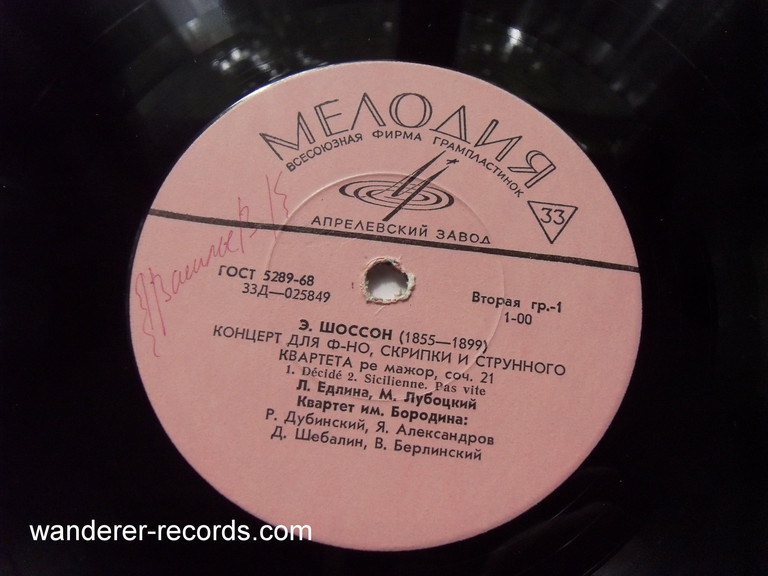 МЕЛОДИЯ
ВСЕСОЮЗНАЯ ФИРМА ГРАМПЛАСТИНОК
33
АПРЕЛЕВСКИЙ ЗАВОД
ГОСТ 5289-68
33Д—025849
Вторая гр.-1
1-00
Э. ШОССОН (1855—1899)
КОНЦЕРТ ДЛЯ Ф-НО, СКРИПКИ И СТРУННОГО
КВАРТЕТА ре мажор, соч. 21
1. Décidé 2. Sicilienne. Pas vite
Л. Едлина, М. Лубоцкий
Квартет им. Бородина:
Р. Дубинский, Я. Александров
Д. Шебалин, В. Берлинский
wanderer-records.com